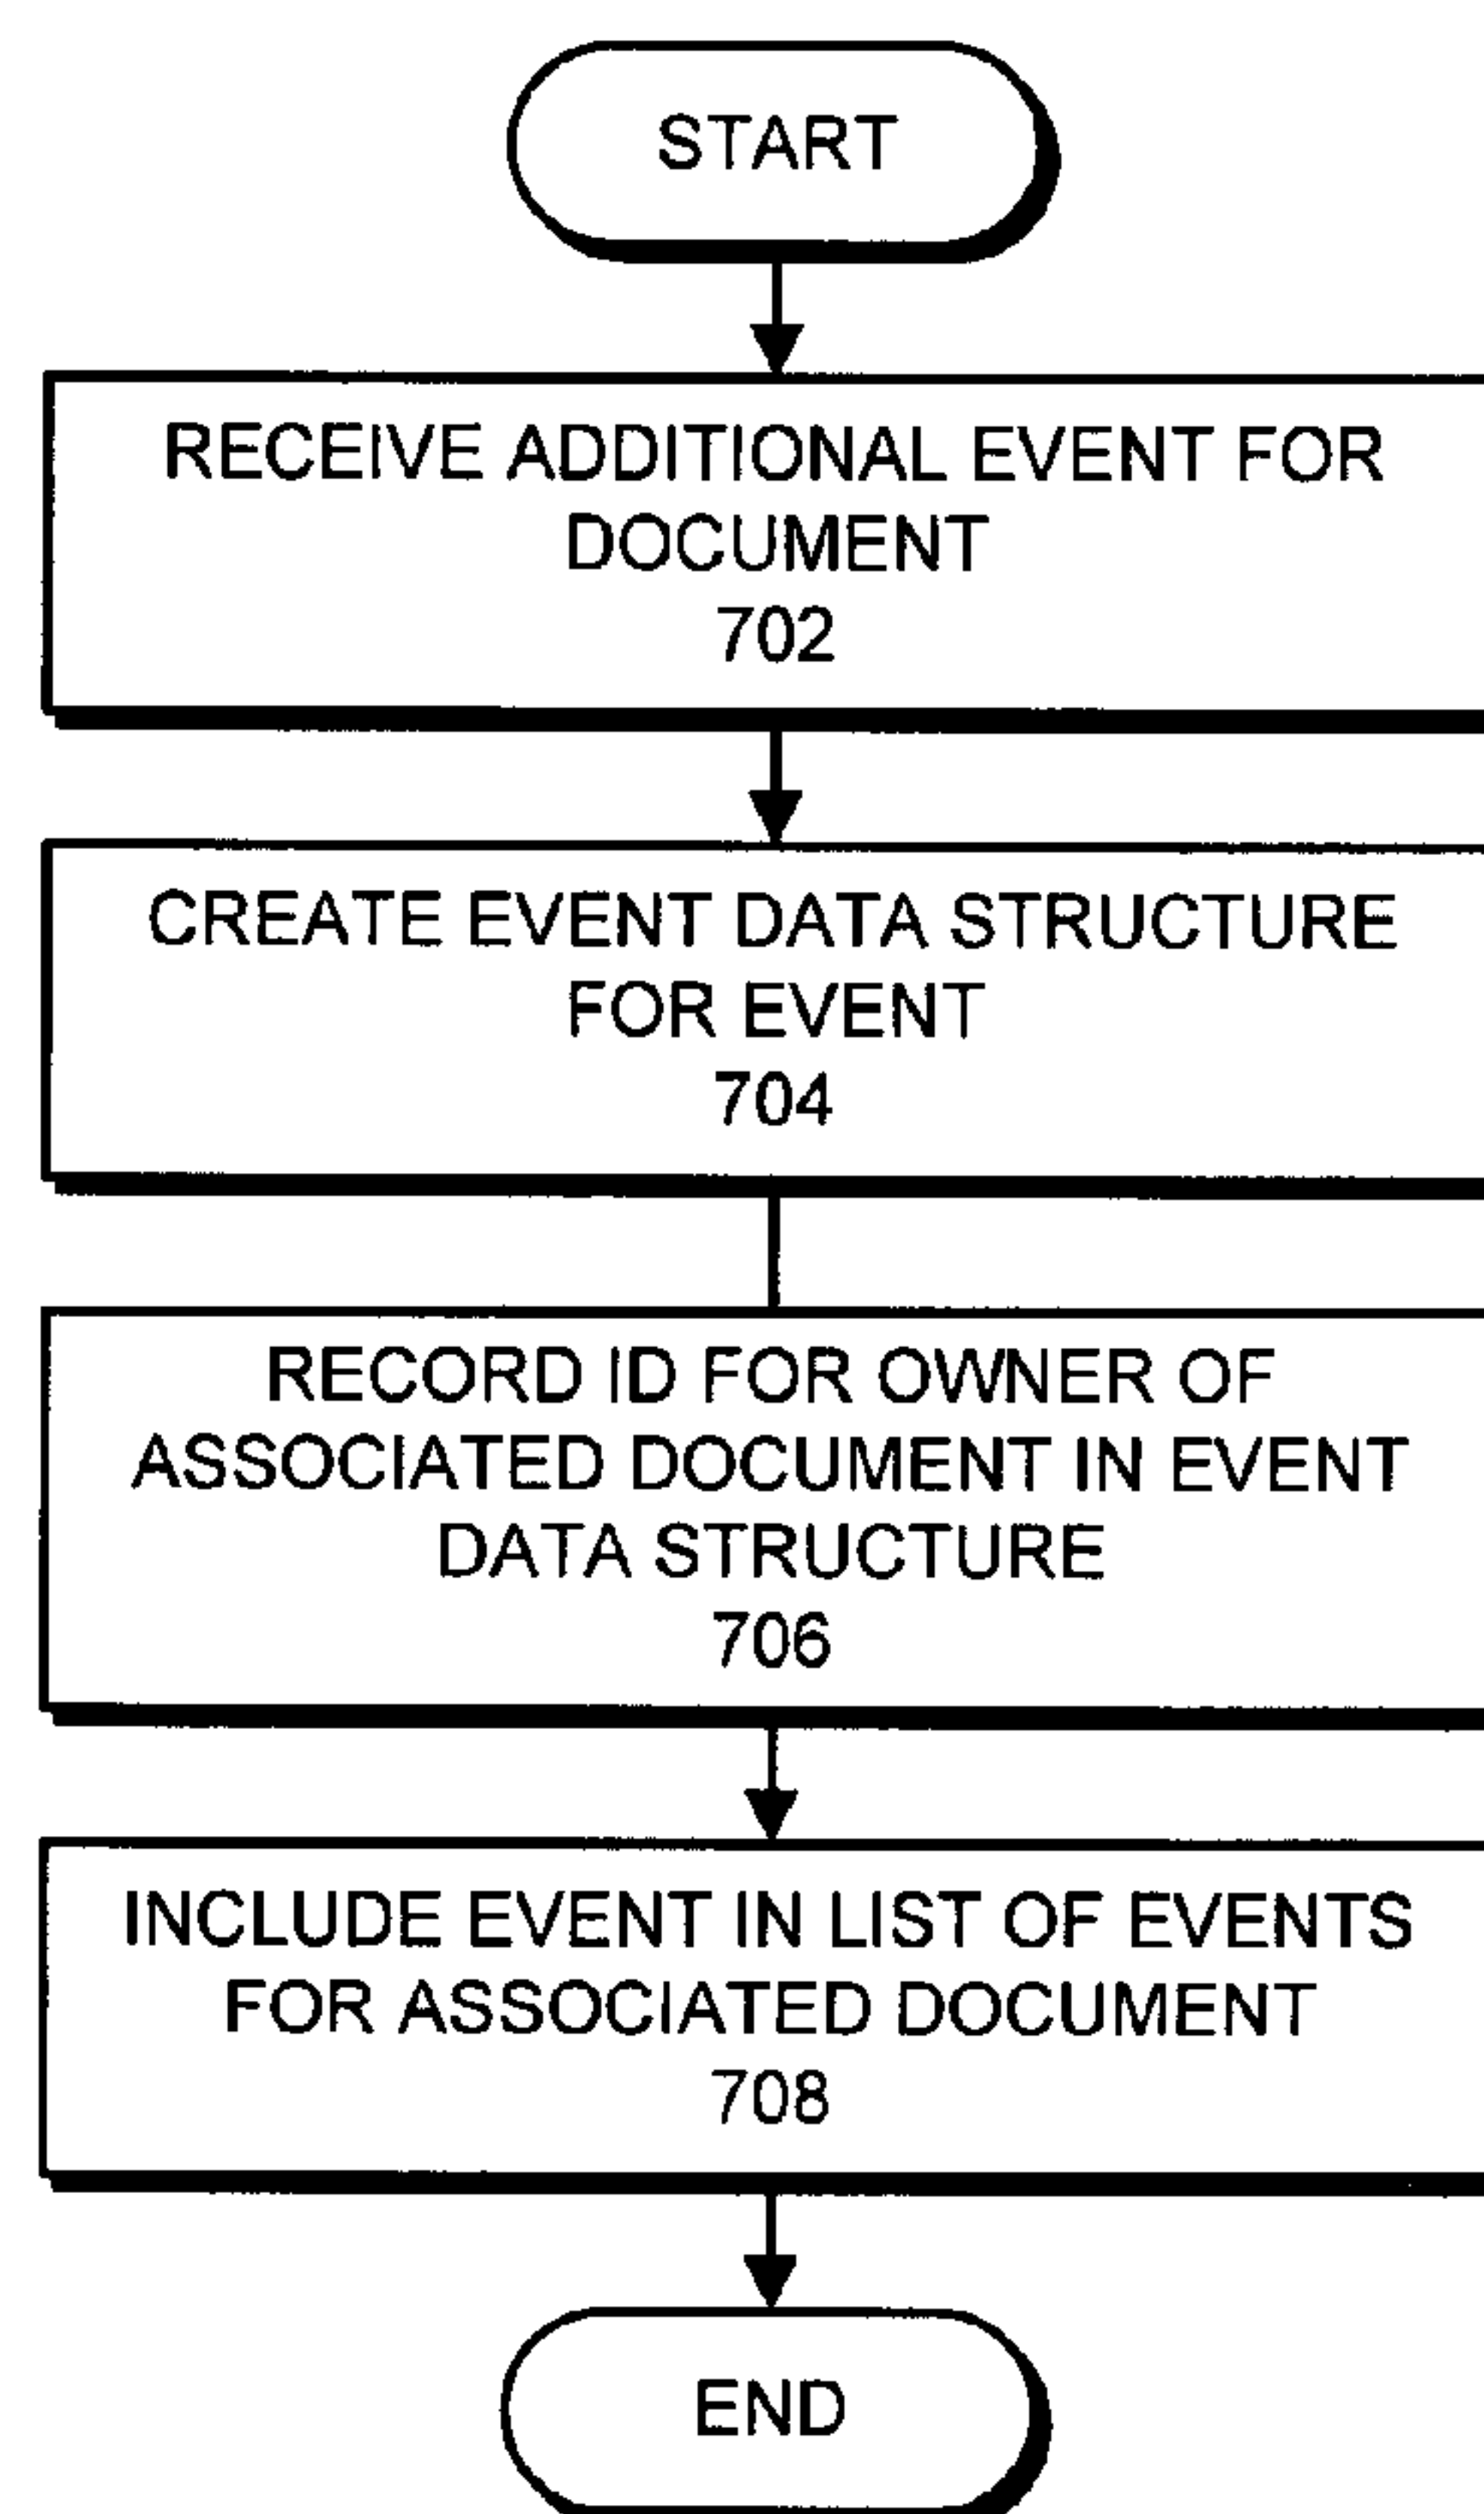 START
RECEIVE ADDITIONAL EVENT FOR
DOCUMENT
702
CREATE EVENT DATA STRUCTURE
FOR EVENT
704
RECORD ID FOR OWNER OF
ASSOCIATED DOCUMENT IN EVENT
DATA STRUCTURE
706
INCLUDE EVENT IN LIST OF EVENTS
FOR ASSOCIATED DOCUMENT
708
END